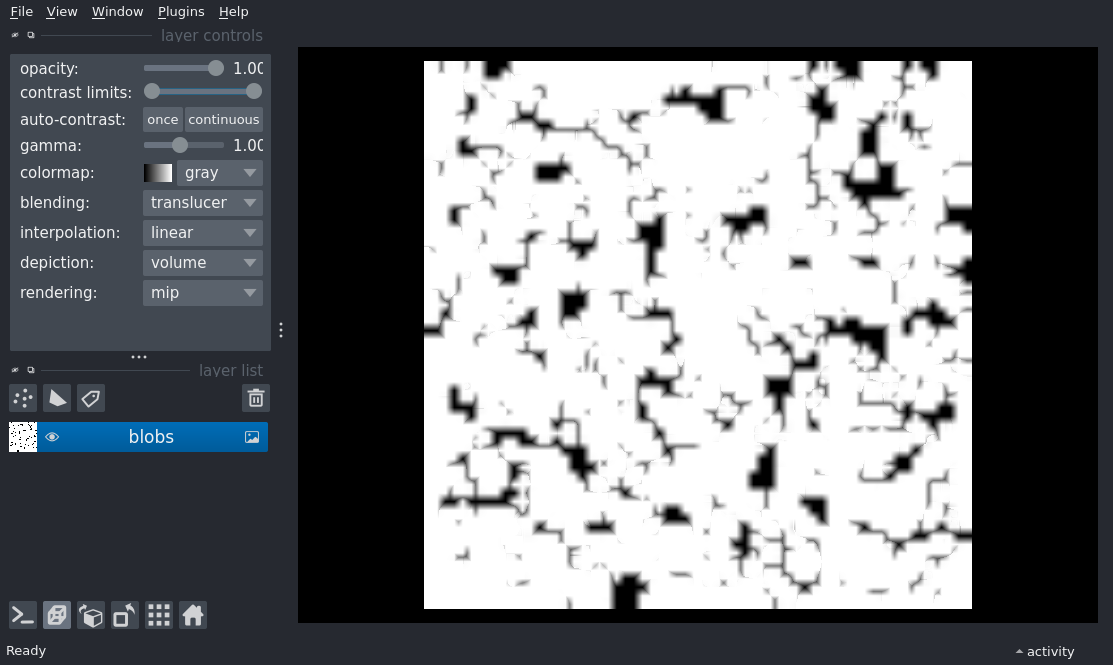 File View Window Plugins Help
layer controls
opacity: 1.00
contrast limits:
auto-contrast: once continuous
gamma: 1.00
colormap: gray
blending: translucer
interpolation: linear
depiction: volume
rendering: mip
layer list
blobs
Ready
activity